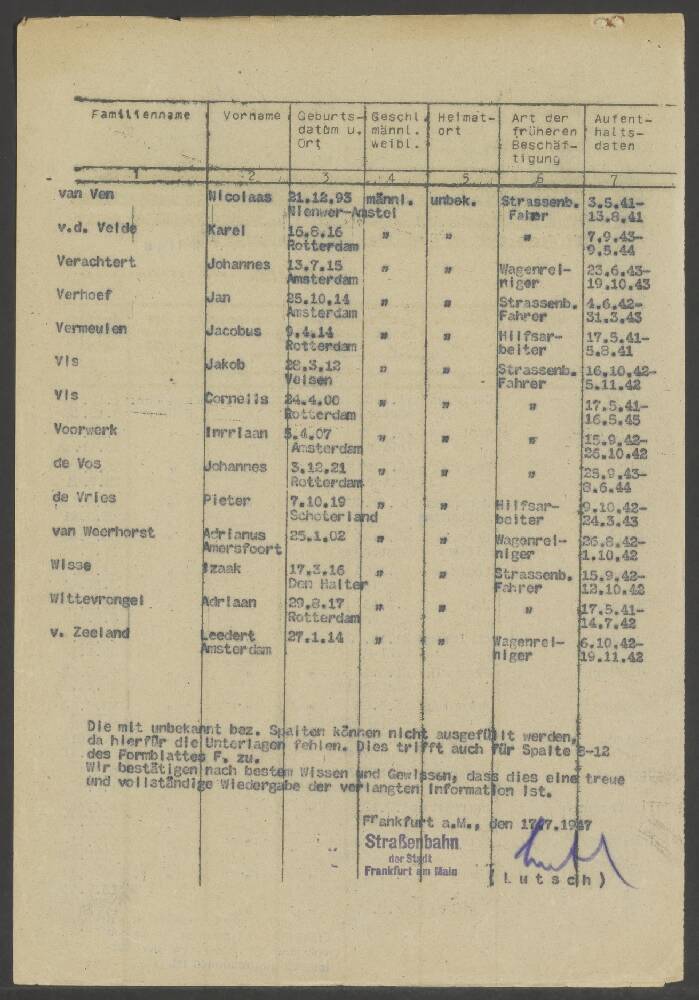 Familienname Vorname Geburts- Geschl. Heimat- Art der Aufent-
datum u. männl. ort früheren halts-
Ort weibl. Beschäf- daten
tigung
1 2 3 4 5 6 7
van Ven Nicolaas 21.12.93 männl. unbek. Strassenb. 3.5.41-
Nienwer-Amstel Fahrer 13.8.41
v.d. Velde Karel 16.8.16 " " " 7.9.43-
Rotterdam 9.5.44
Verachtert Johannes 13.7.15 " " Wagenrei- 23.6.43-
Amsterdam niger 19.10.43
Verhoef Jan 25.10.14 " " Strassenb. 4.6.42-
Amsterdam Fahrer 31.3.43
Vermeulen Jacobus 9.4.14 " " Hilfsar- 17.5.41-
Rotterdam beiter 5.8.41
Vis Jakob 28.3.12 " " Strassenb. 16.10.42-
Velsen Fahrer 5.11.42
Vis Cornelis 24.4.00 " " " 17.5.41-
Rotterdam 16.5.45
Voorwerk Inrriaan 5.4.07 " " " 15.9.42-
Amsterdam 26.10.42
de Vos Johannes 3.12.21 " " " 25.9.43-
Rotterdam 8.6.44
de Vries Pieter 7.10.19 " " Hilfsar- 9.10.42-
Schoterland beiter 24.3.43
van Weerhorst Adrianus 25.1.02 " " Wagenrei- 26.8.42-
Amersfoort niger 1.10.42
Wisse Izaak 17.3.16 " " Strassenb. 15.9.42-
Den Halter Fahrer 12.10.42
Wittevrongel Adriaan 29.8.17 " " " 17.5.41-
Rotterdam 14.7.42
v. Zeeland Leedert 27.1.14 " " Wagenrei- 6.10.42-
Amsterdam niger 19.11.42
Die mit unbekannt bez. Spalten können nicht ausgefüllt werden,
da hierfür die Unterlagen fehlen. Dies trifft auch für Spalte 8-12
des Formblattes F. zu.
Wir bestätigen nach bestem Wissen und Gewissen, dass dies eine treue
und vollständige Wiedergabe der verlangten Information ist.
Frankfurt a.M., den 17.7.1947
Straßenbahn
der Stadt
Frankfurt am Main
(Lutsch)